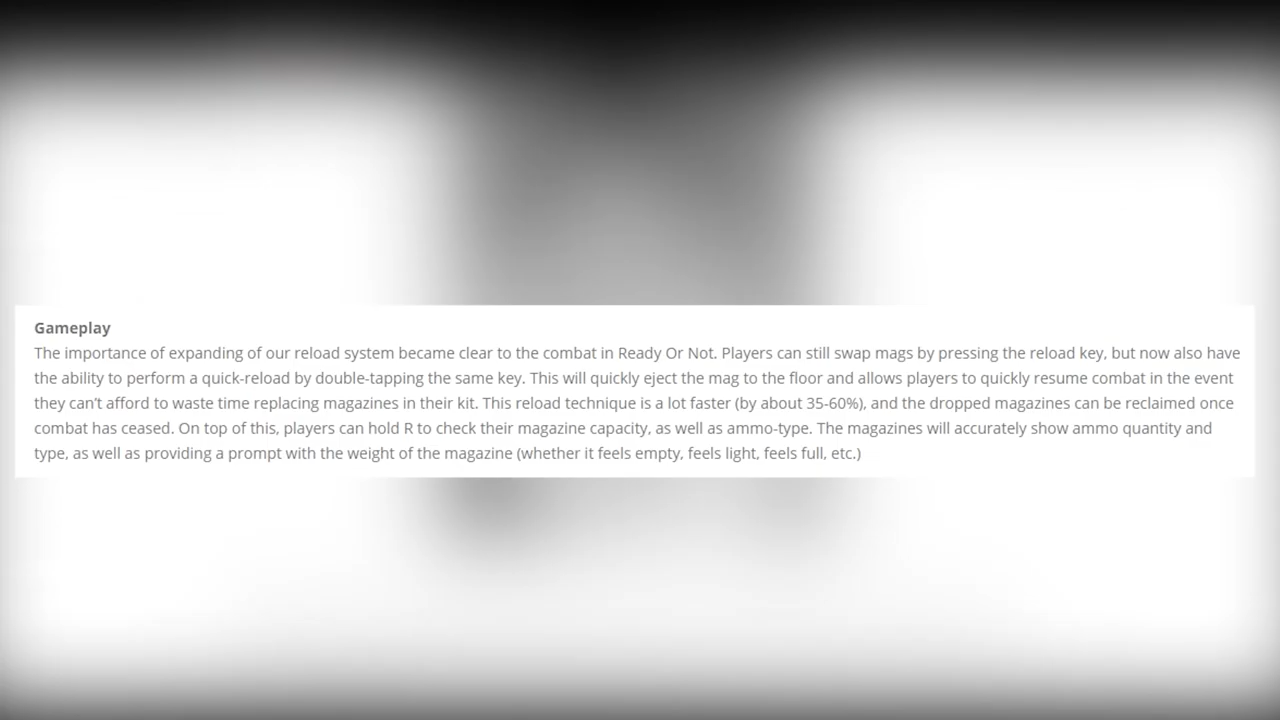 Gameplay
The importance of expanding of our reload system became clear to the combat in Ready Or Not. Players can still swap mags by pressing the reload key, but now also have
the ability to perform a quick-reload by double-tapping the same key. This will quickly eject the mag to the floor and allows players to quickly resume combat in the event
they can’t afford to waste time replacing magazines in their kit. This reload technique is a lot faster (by about 35-60%), and the dropped magazines can be reclaimed once
combat has ceased. On top of this, players can hold R to check their magazine capacity, as well as ammo-type. The magazines will accurately show ammo quantity and
type, as well as providing a prompt with the weight of the magazine (whether it feels empty, feels light, feels full, etc.)